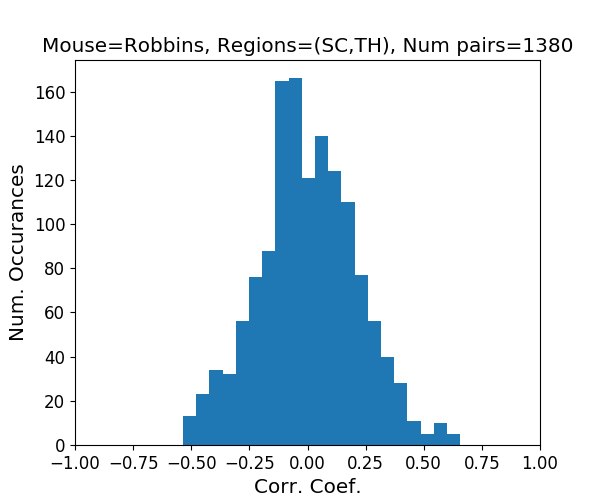 Mouse=Robbins, Regions=(SC,TH), Num pairs=1380
160
140
120
100
80
60
40
20
0
Num. Occurances
−1.00 −0.75 −0.50 −0.25 0.00 0.25 0.50 0.75 1.00
Corr. Coef.